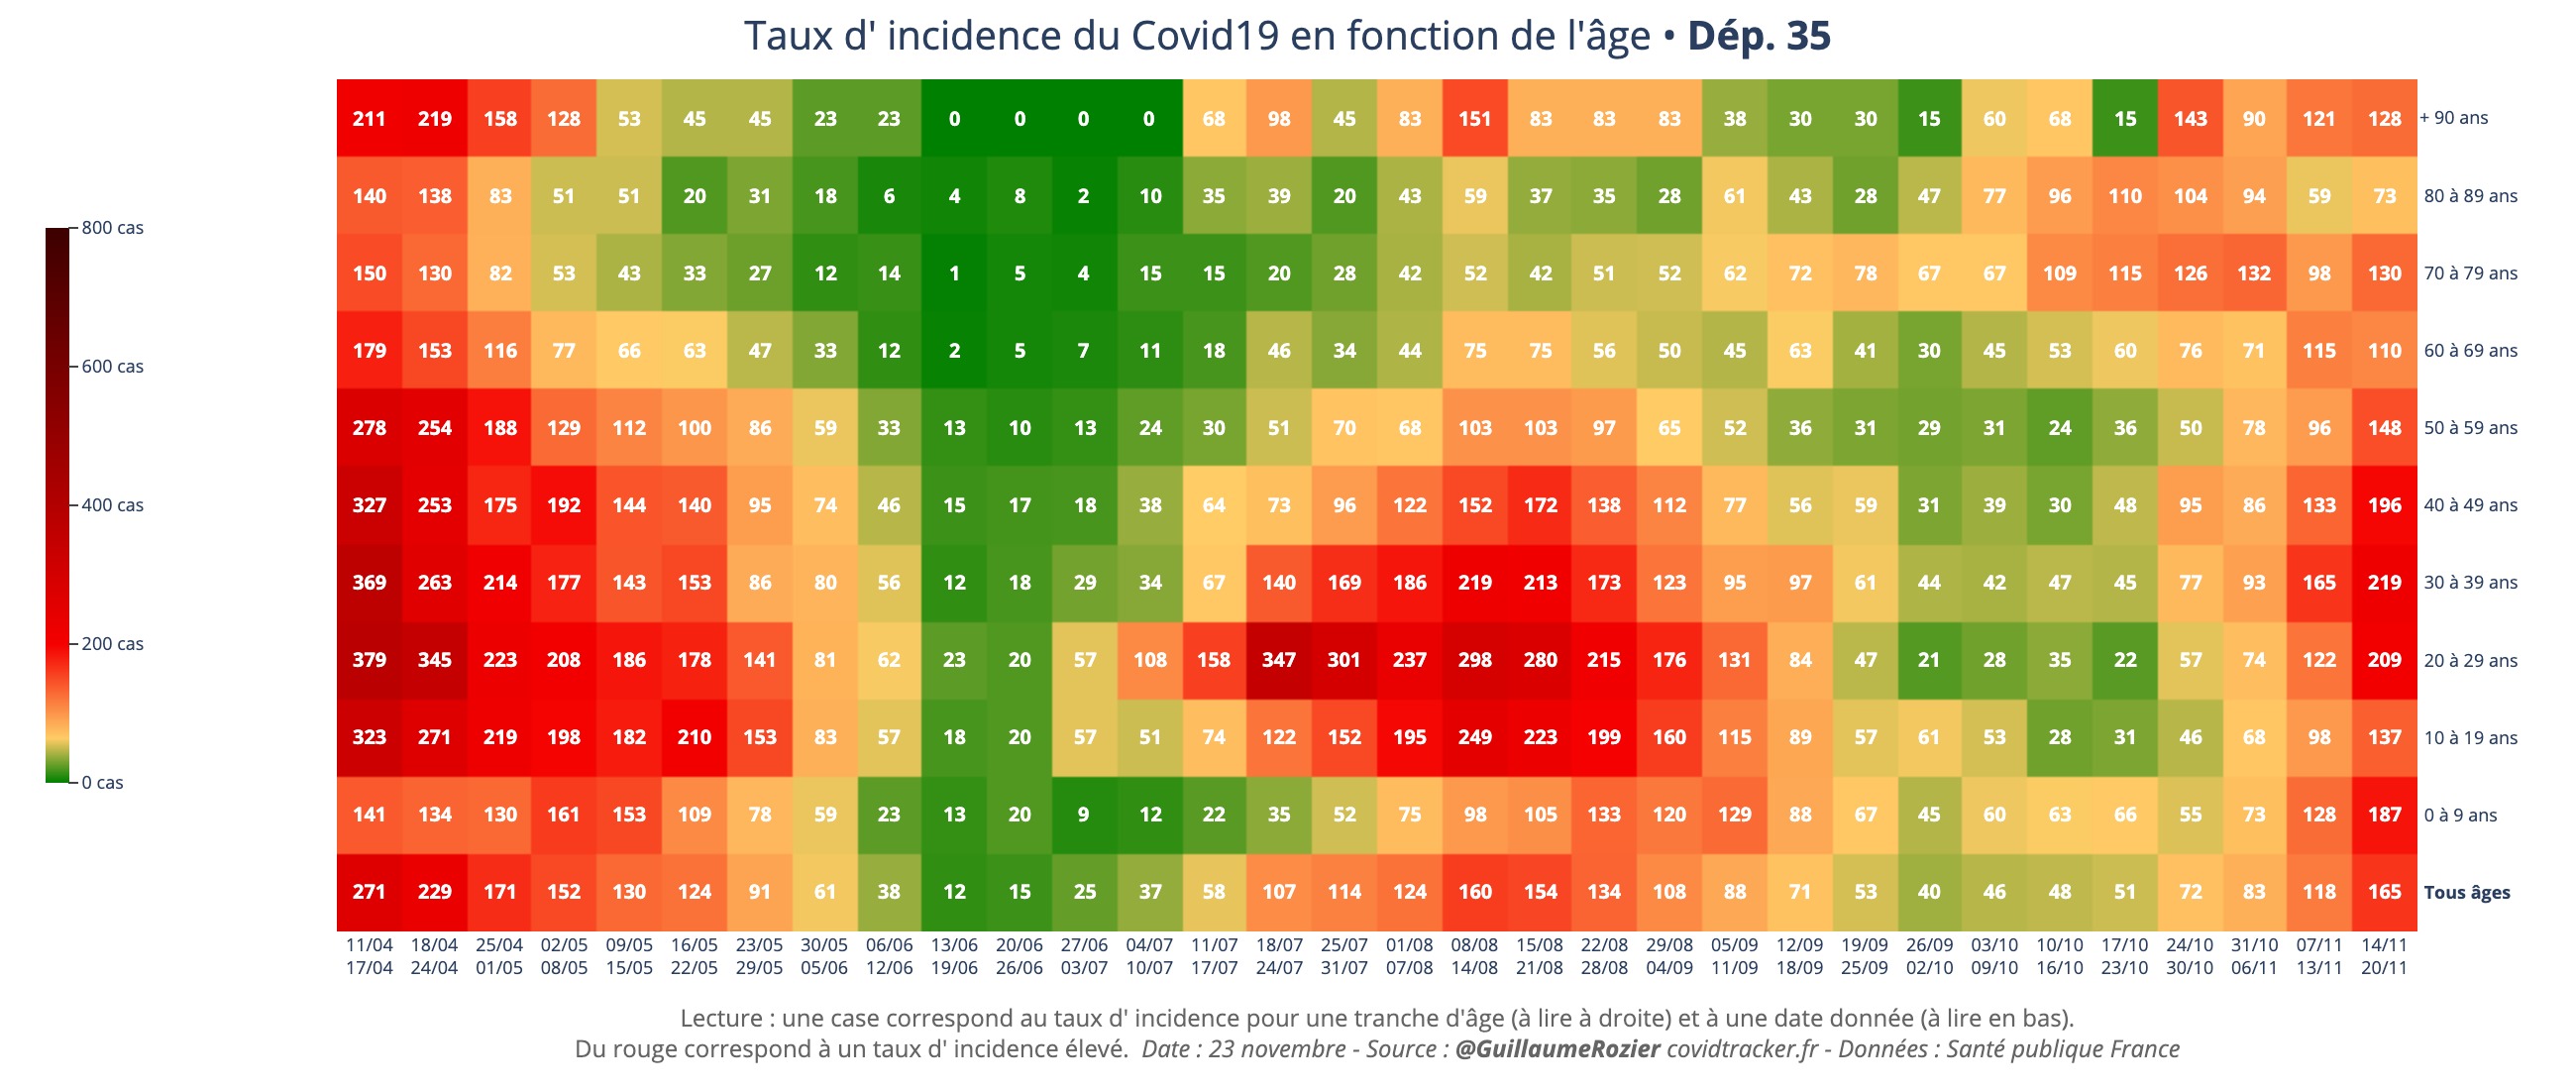 Taux d' incidence du Covid19 en fonction de l'âge • Dép. 35
800 cas
600 cas
400 cas
200 cas
0 cas
211 219 158 128 53 45 45 23 23 0 0 0 0 68 98 45 83 151 83 83 83 38 30 30 15 60 68 15 143 90 121 128 + 90 ans
140 138 83 51 51 20 31 18 6 4 8 2 10 35 39 20 43 59 37 35 28 61 43 28 47 77 96 110 104 94 59 73 80 à 89 ans
150 130 82 53 43 33 27 12 14 1 5 4 15 15 20 28 42 52 42 51 52 62 72 78 67 67 109 115 126 132 98 130 70 à 79 ans
179 153 116 77 66 63 47 33 12 2 5 7 11 18 46 34 44 75 75 56 50 45 63 41 30 45 53 60 76 71 115 110 60 à 69 ans
278 254 188 129 112 100 86 59 33 13 10 13 24 30 51 70 68 103 103 97 65 52 36 31 29 31 24 36 50 78 96 148 50 à 59 ans
327 253 175 192 144 140 95 74 46 15 17 18 38 64 73 96 122 152 172 138 112 77 56 59 31 39 30 48 95 86 133 196 40 à 49 ans
369 263 214 177 143 153 86 80 56 12 18 29 34 67 140 169 186 219 213 173 123 95 97 61 44 42 47 45 77 93 165 219 30 à 39 ans
379 345 223 208 186 178 141 81 62 23 20 57 108 158 347 301 237 298 280 215 176 131 84 47 21 28 35 22 57 74 122 209 20 à 29 ans
323 271 219 198 182 210 153 83 57 18 20 57 51 74 122 152 195 249 223 199 160 115 89 57 61 53 28 31 46 68 98 137 10 à 19 ans
141 134 130 161 153 109 78 59 23 13 20 9 12 22 35 52 75 98 105 133 120 129 88 67 45 60 63 66 55 73 128 187 0 à 9 ans
271 229 171 152 130 124 91 61 38 12 15 25 37 58 107 114 124 160 154 134 108 88 71 53 40 46 48 51 72 83 118 165 Tous âges
11/04 18/04 25/04 02/05 09/05 16/05 23/05 30/05 06/06 13/06 20/06 27/06 04/07 11/07 18/07 25/07 01/08 08/08 15/08 22/08 29/08 05/09 12/09 19/09 26/09 03/10 10/10 17/10 24/10 31/10 07/11 14/11
17/04 24/04 01/05 08/05 15/05 22/05 29/05 05/06 12/06 19/06 26/06 03/07 10/07 17/07 24/07 31/07 07/08 14/08 21/08 28/08 04/09 11/09 18/09 25/09 02/10 09/10 16/10 23/10 30/10 06/11 13/11 20/11
Lecture : une case correspond au taux d' incidence pour une tranche d'âge (à lire à droite) et à une date donnée (à lire en bas).
Du rouge correspond à un taux d' incidence élevé. Date : 23 novembre - Source : @GuillaumeRozier covidtracker.fr - Données : Santé publique France